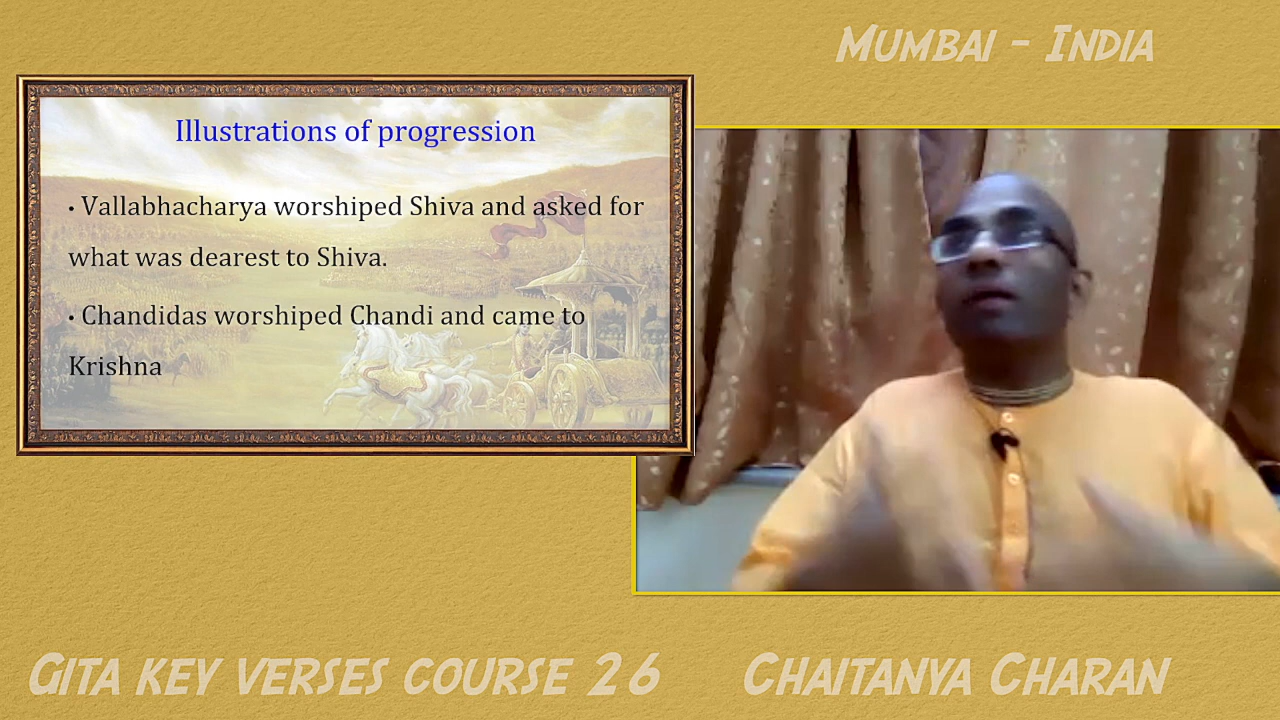 MUMBAI - INDIA
Illustrations of progression
• Vallabhacharya worshiped Shiva and asked for
what was dearest to Shiva.
• Chandidas worshiped Chandi and came to
Krishna
GITA KEY VERSES COURSE 26
CHAITANYA CHARAN